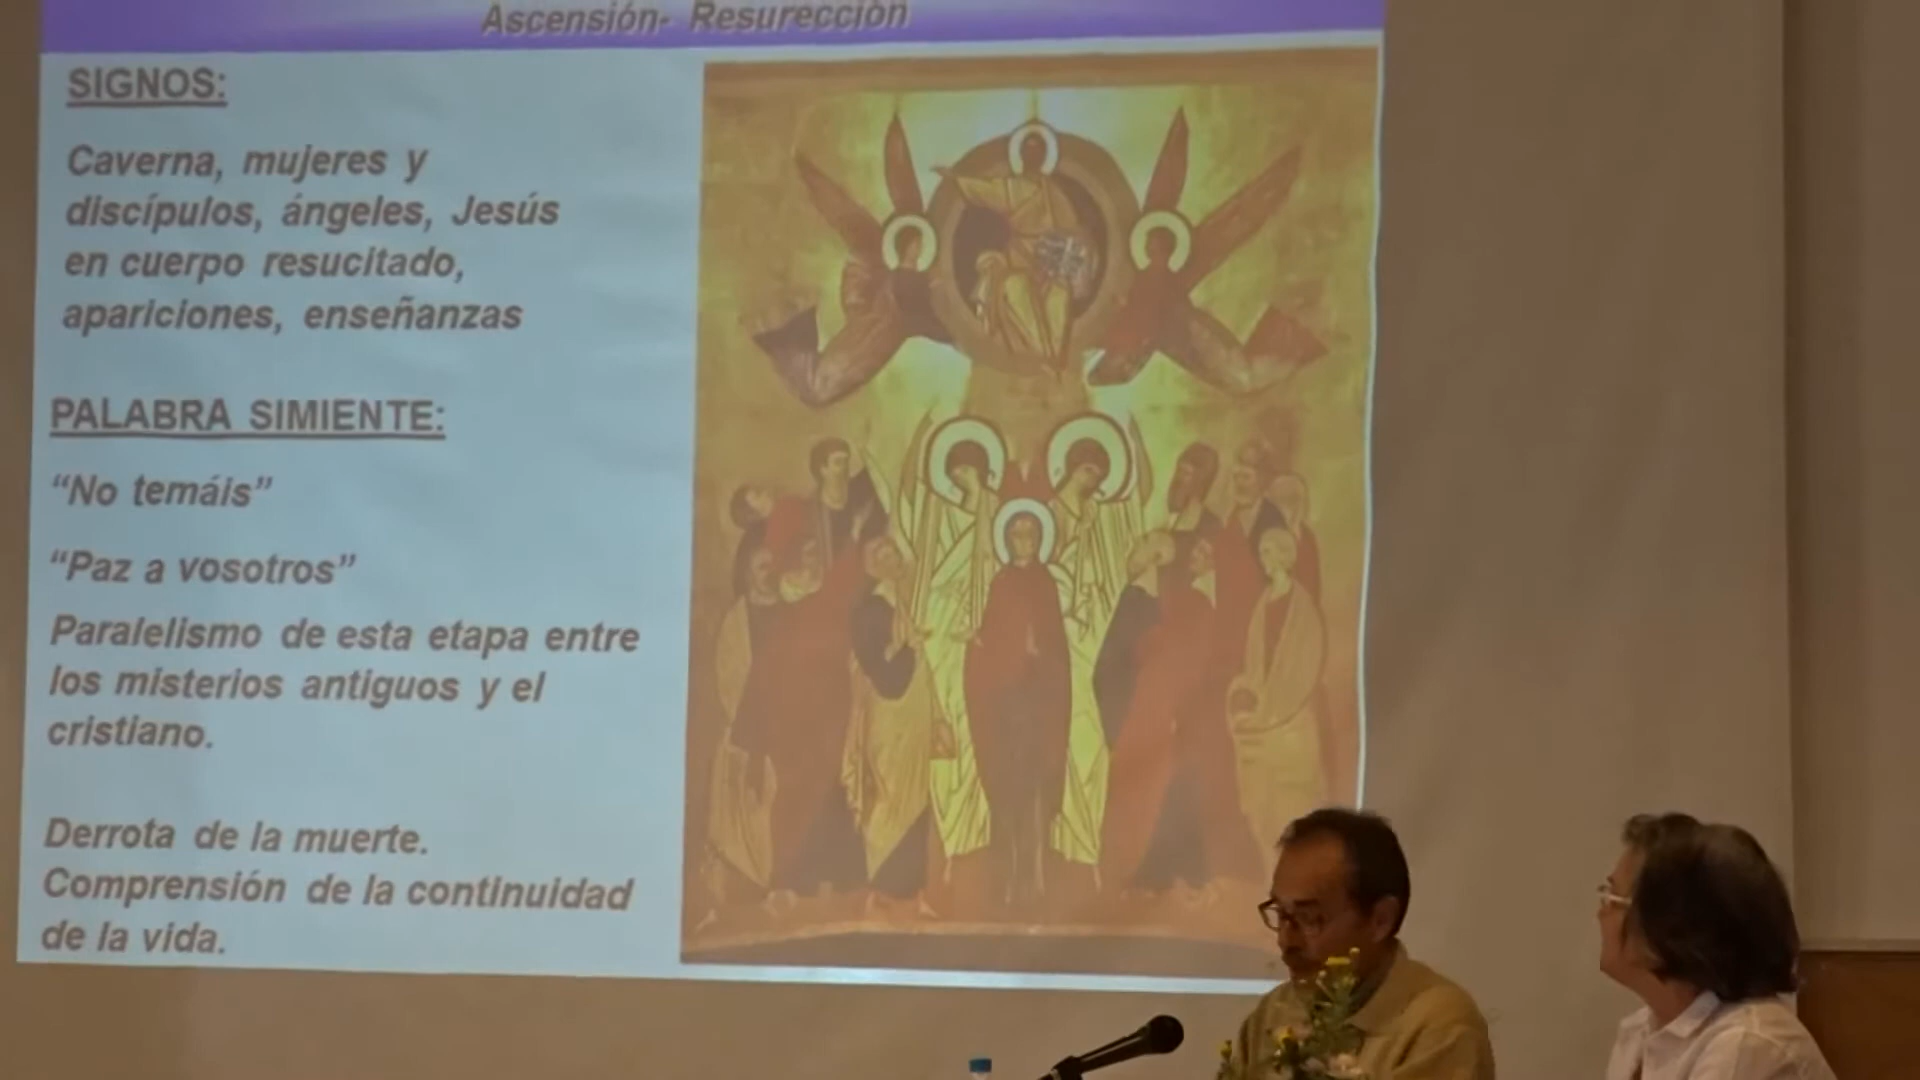 Ascensión- Resurección
SIGNOS:
Caverna, mujeres y
discípulos, ángeles, Jesús
en cuerpo resucitado,
apariciones, enseñanzas
PALABRA SIMIENTE:
“No temáis”
“Paz a vosotros”
Paralelismo de esta etapa entre
los misterios antiguos y el
cristiano.
Derrota de la muerte.
Comprensión de la continuidad
de la vida.